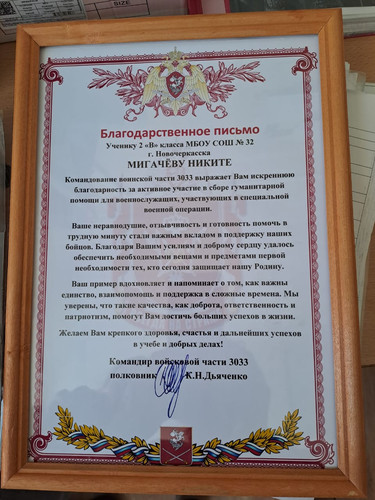 SIZE
Благодарственное письмо
Ученику 2 «В» класса МБОУ СОШ № 32
г. Новочеркасска
МИГАЧЁВУ НИКИТЕ
Командование воинской части 3033 выражает Вам искреннюю
благодарность за активное участие в сборе гуманитарной
помощи для военнослужащих, участвующих в специальной
военной операции.
Ваше неравнодушие, отзывчивость и готовность помочь в
трудную минуту стали важным вкладом в поддержку наших
бойцов. Благодаря Вашим усилиям и доброму сердцу удалось
обеспечить необходимыми вещами и предметами первой
необходимости тех, кто сегодня защищает нашу Родину.
Ваш пример вдохновляет и напоминает о том, как важны
единство, взаимопомощь и поддержка в сложные времена. Мы
уверены, что такие качества, как доброта, ответственность и
патриотизм, помогут Вам достичь больших успехов в жизни.
Желаем Вам крепкого здоровья, счастья и дальнейших успехов
в учебе и добрых делах!
Командир войсковой части 3033
полковник К.Н.Дьяченко